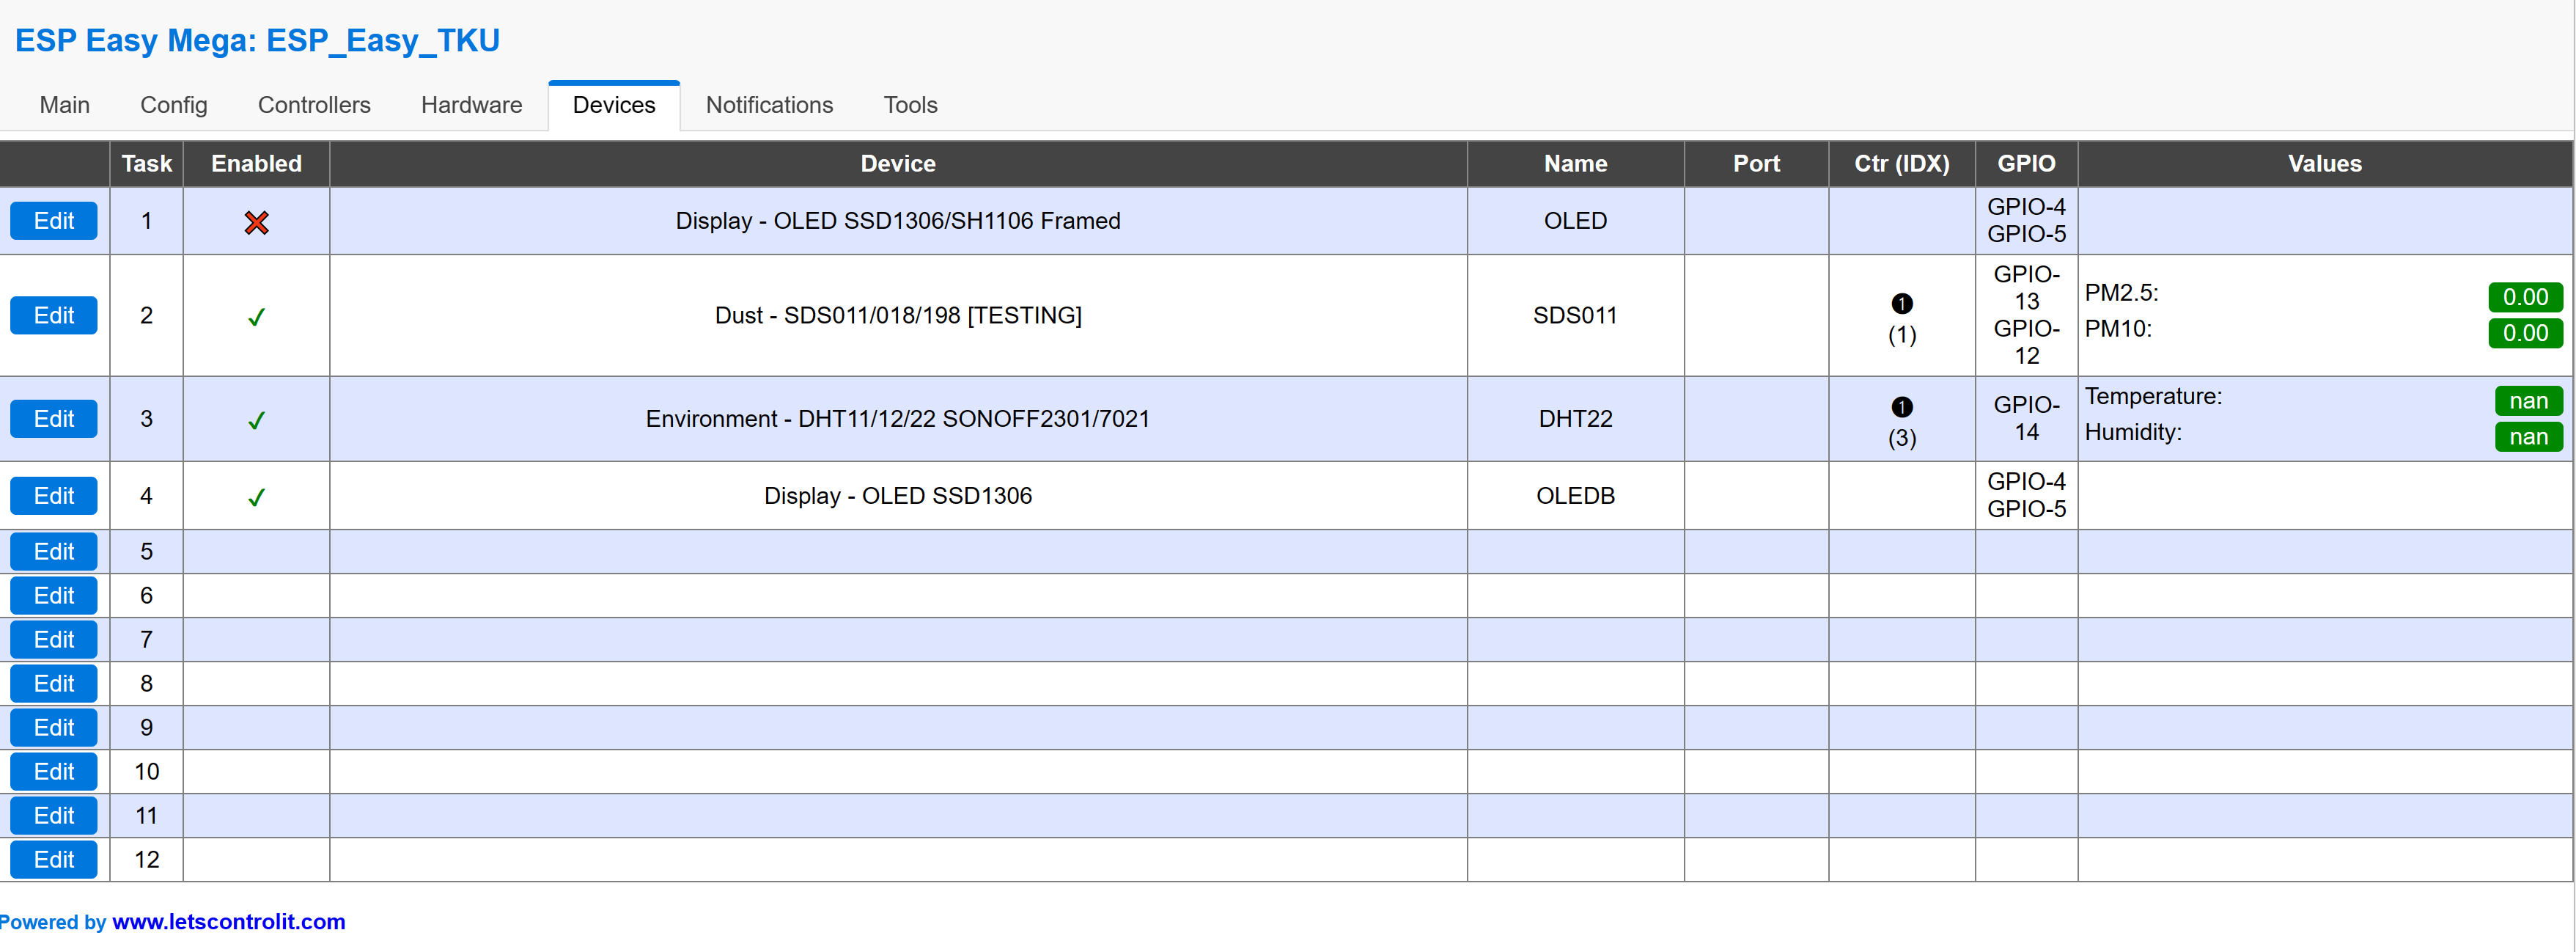 ESP Easy Mega: ESP_Easy_TKU
Main Config Controllers Hardware Devices Notifications Tools
Task Enabled Device Name Port Ctr (IDX) GPIO Values
Edit 1 ✘ Display - OLED SSD1306/SH1106 Framed OLED GPIO-4
GPIO-5
Edit 2 ✔ Dust - SDS011/018/198 [TESTING] SDS011 ❶
(1)
GPIO-
13
GPIO-
12
PM2.5: 0.00
PM10: 0.00
Edit 3 ✔ Environment - DHT11/12/22 SONOFF2301/7021 DHT22 ❶
(3)
GPIO-
14
Temperature: nan
Humidity: nan
Edit 4 ✔ Display - OLED SSD1306 OLEDB GPIO-4
GPIO-5
Edit 5
Edit 6
Edit 7
Edit 8
Edit 9
Edit 10
Edit 11
Edit 12
Powered by www.letscontrolit.com